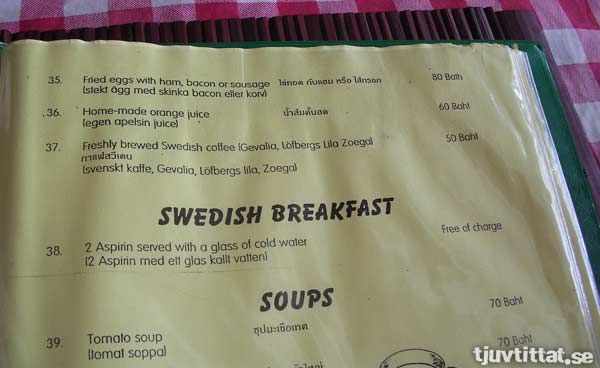 35. Fried eggs with ham, bacon or sausage ไข่ทอด กับแฮม หรือ ไส้กรอก 80 Bath
(stekt ägg med skinka bacon eller korv)
36. Home-made orange juice น้ำส้มคั้นสด 60 Baht
(egen apelsin juice)
37. Freshly brewed Swedish coffee (Gevalia, Löfbergs Lila Zoega) 50 Baht
กาแฟสวีเดน
(svenskt kaffe, Gevalia, Löfbergs lila, Zoega)
SWEDISH BREAKFAST
38. 2 Aspirin served with a glass of cold water Free of charge
(2 Aspirin med ett glas kallt vatten)
SOUPS
70 Baht
39. Tomato soup ซุปมะเขือเทศ 70 Baht
(tomat soppa)
tjuvtittat.se